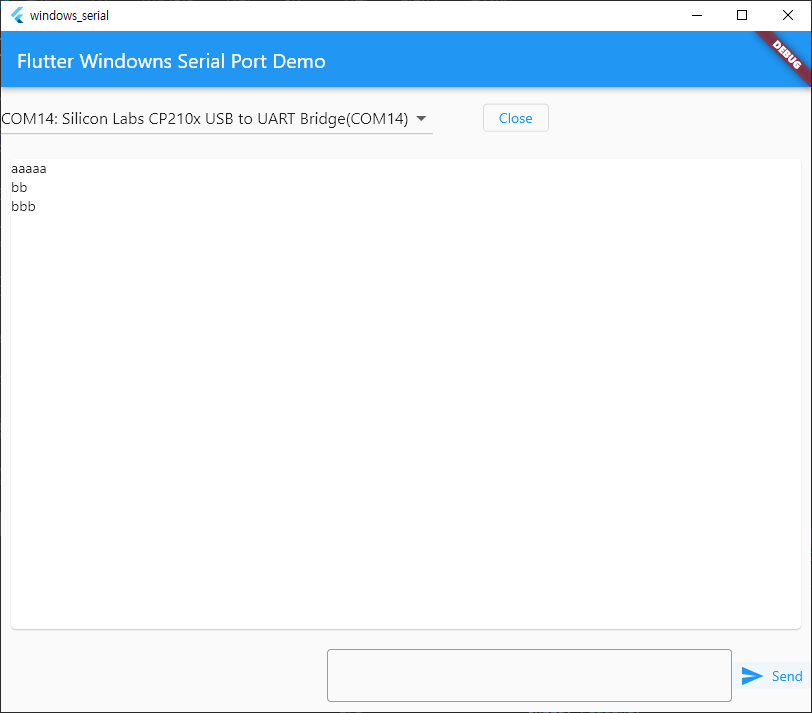 windows_serial
DEBUG
Flutter Windowns Serial Port Demo
COM14: Silicon Labs CP210x USB to UART Bridge(COM14)
Close
aaaaa
bb
bbb
Send